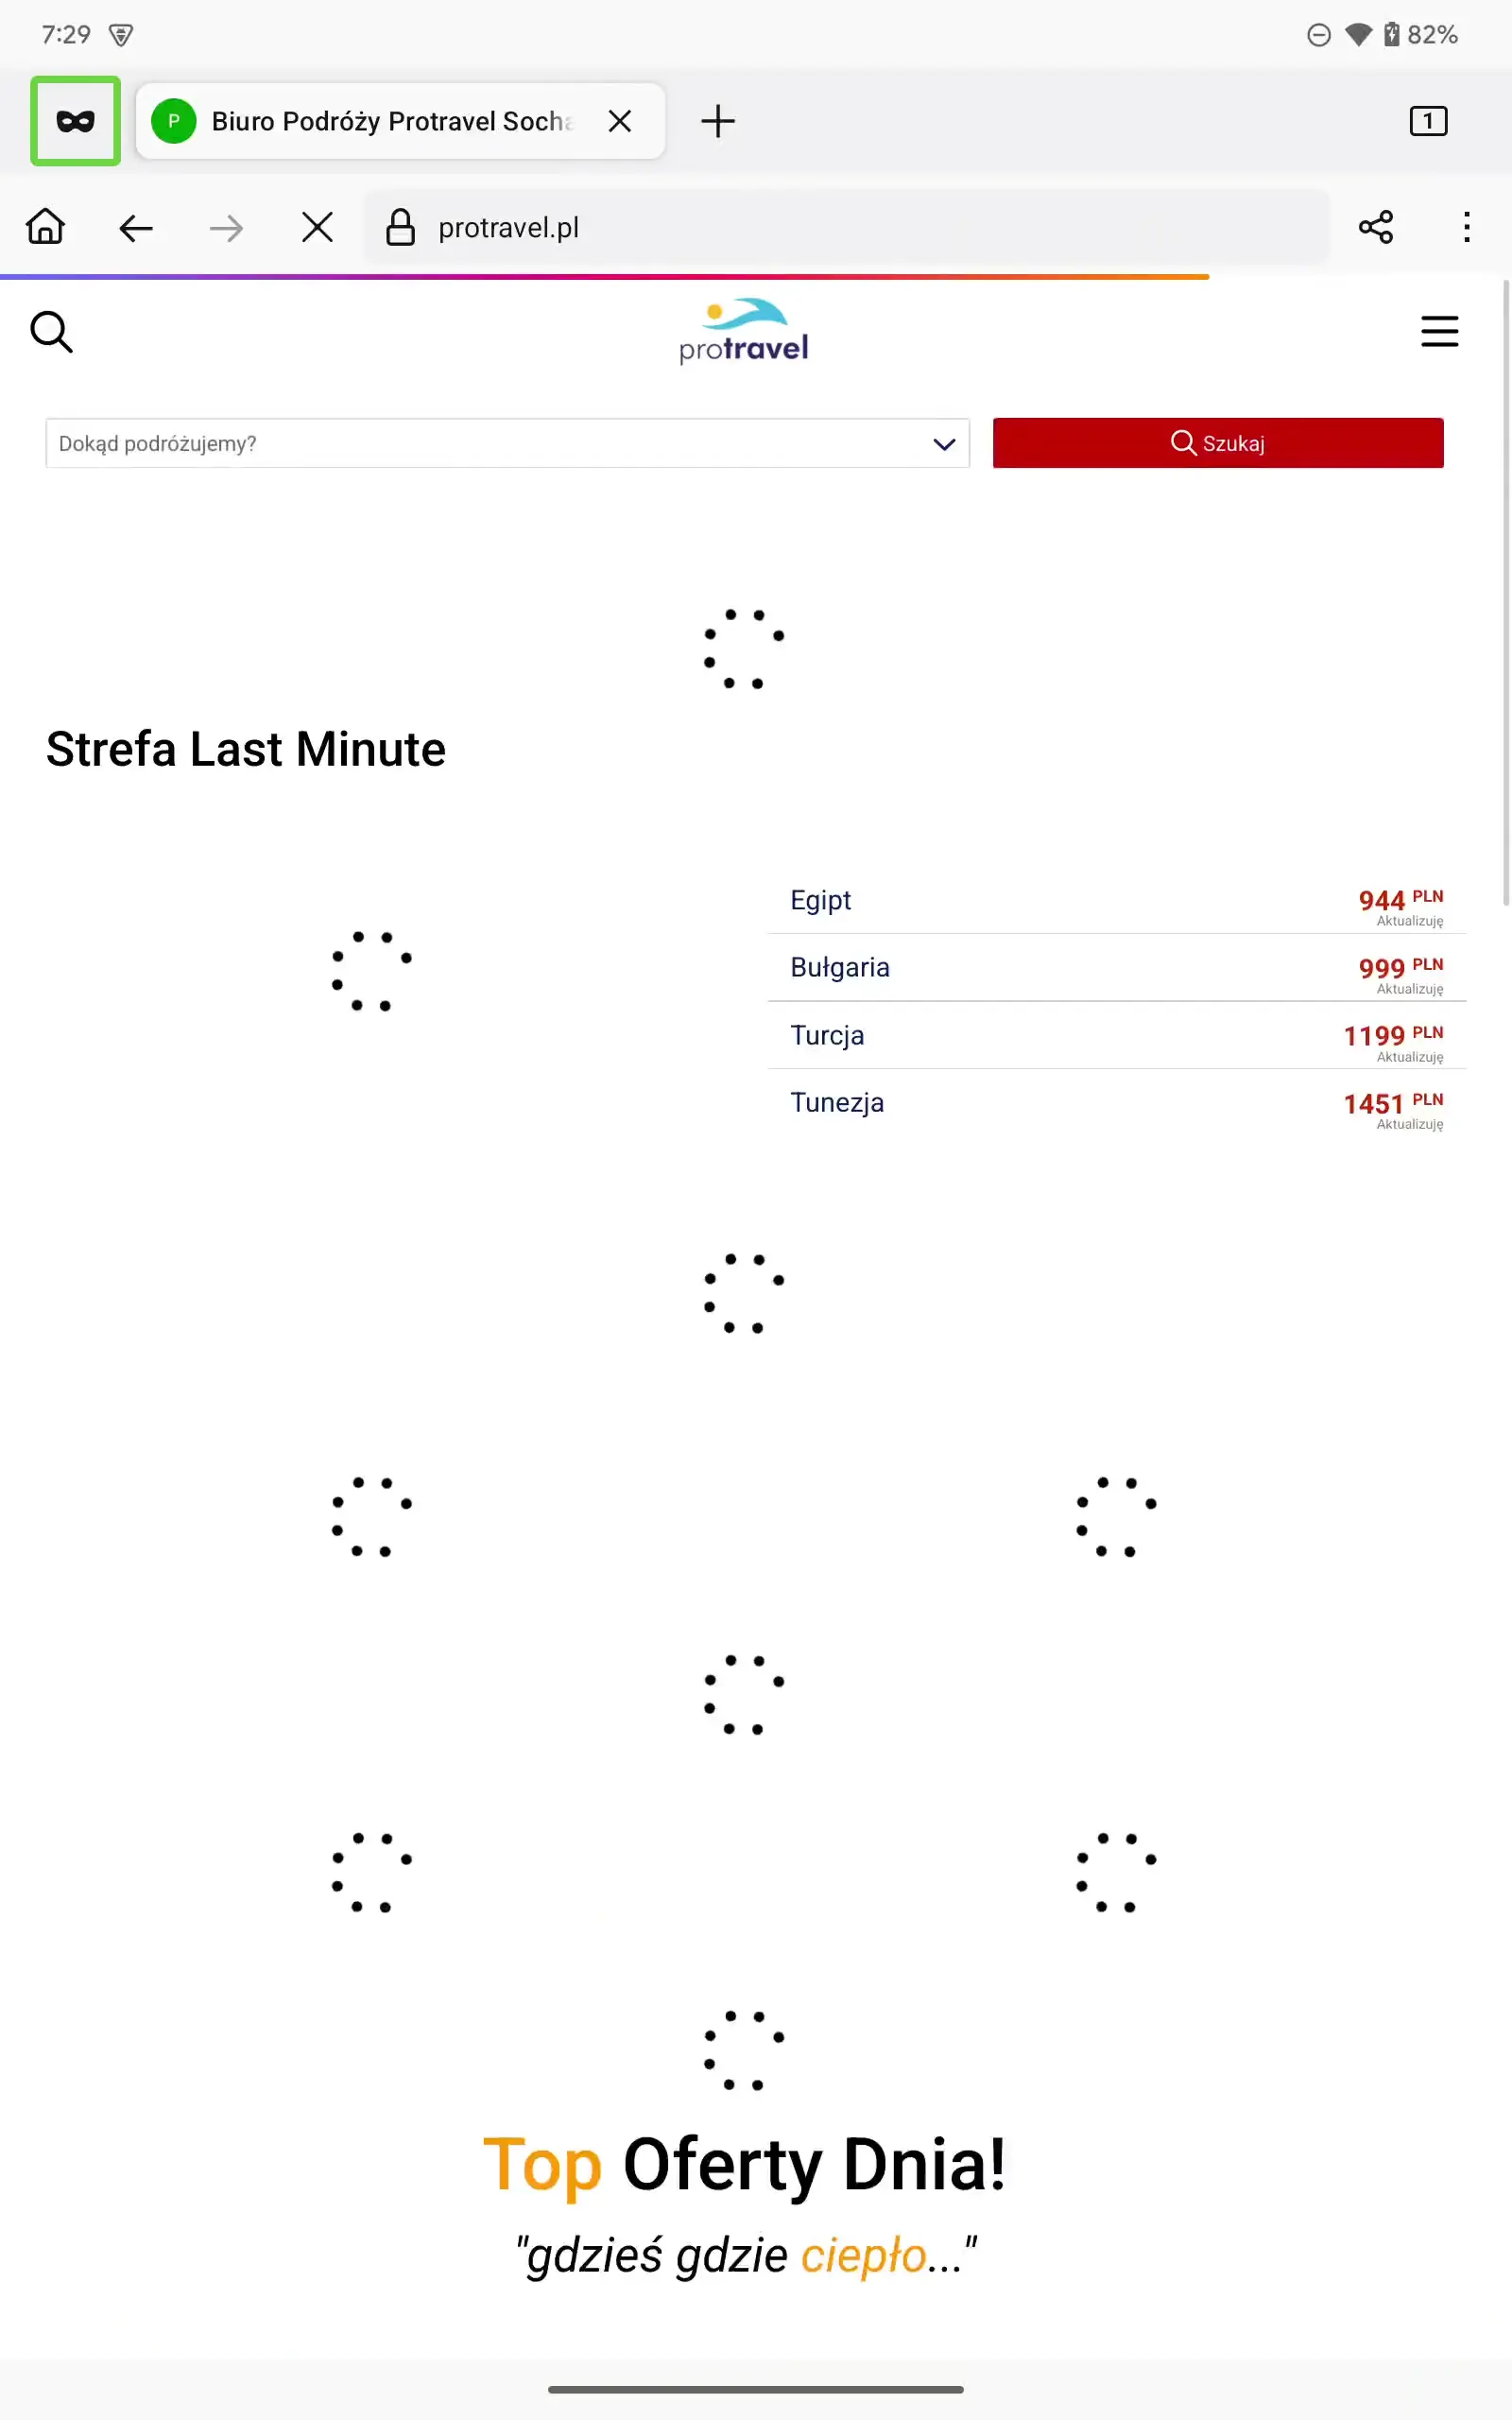 7:29
82%
P Biuro Podróży Protravel Socha
1
protravel.pl
protravel
Dokąd podróżujemy?
Szukaj
Strefa Last Minute
Egipt 944 PLN
Aktualizuję
Bułgaria 999 PLN
Aktualizuję
Turcja 1199 PLN
Aktualizuję
Tunezja 1451 PLN
Aktualizuję
Top Oferty Dnia!
"gdzieś gdzie ciepło..."